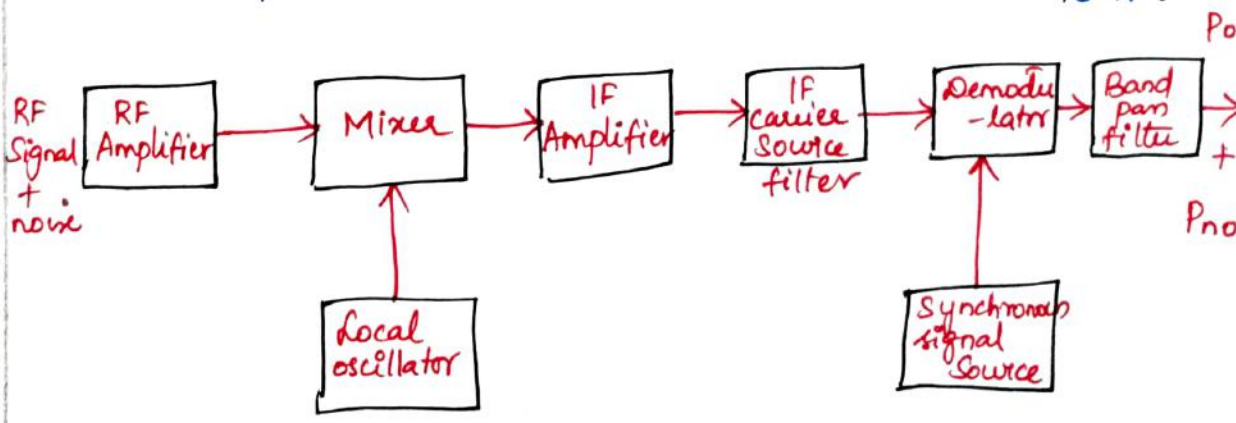 RF
Signal
+
noise
RF
Amplifier
Mixer
IF
Amplifier
IF
carrier
Source
filter
Demodu
-lator
Band
pass
filter
Po
+
Pno
Local
oscillator
Synchronous
signal
Source